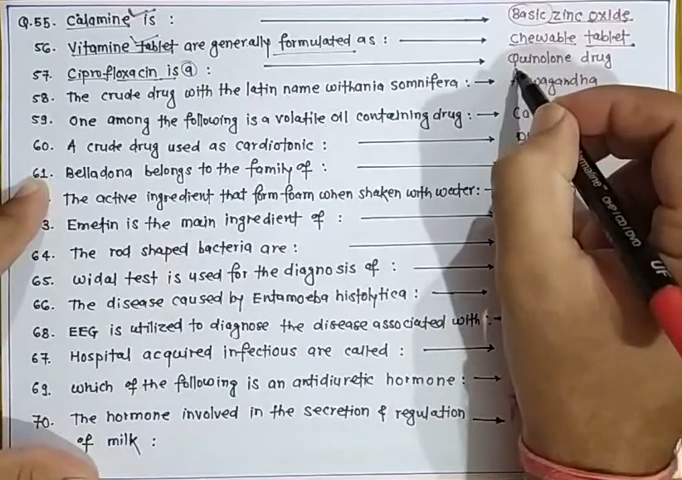 Q.55. Calamine is : Basic zinc oxide.
56. Vitamine Tablet are generally formulated as : Chewable tablet.
57. Ciprofloxacin is a : Quinolone drug
58. The crude drug with the latin name withania somnifera :
59. One among the following is a volatile oil containing drug :
60. A crude drug used as cardiotonic :
61. Belladona belongs to the family of :
The active ingredient that form foam when shaken with water:
3. Emetin is the main ingredient of :
64. The rod shaped bacteria are :
65. widal test is used for the diagnosis of :
66. The disease caused by Entamoeba histolytica :
68. EEG is utilized to diagnose the disease associated with :
67. Hospital acquired infectious are called :
69. which of the following is an antidiuretic hormone :
70. The hormone involved in the secretion & regulation
of milk :